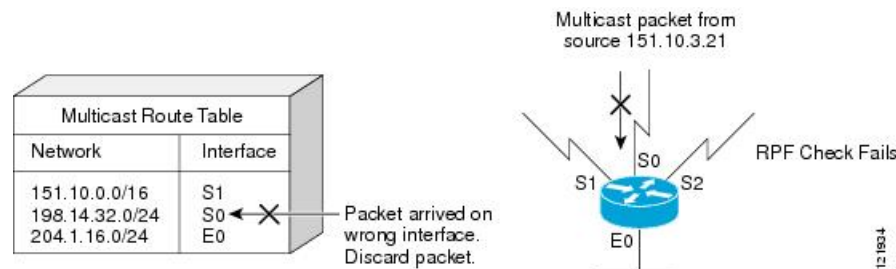 Multicast packet from
source 151.10.3.21
Multicast Route Table
Network Interface
151.10.0.0/16 S1
198.14.32.0/24 S0
204.1.16.0/24 E0
Packet arrived on
wrong interface.
Discard packet.
RPF Check Fails
S0
S1 S2
E0